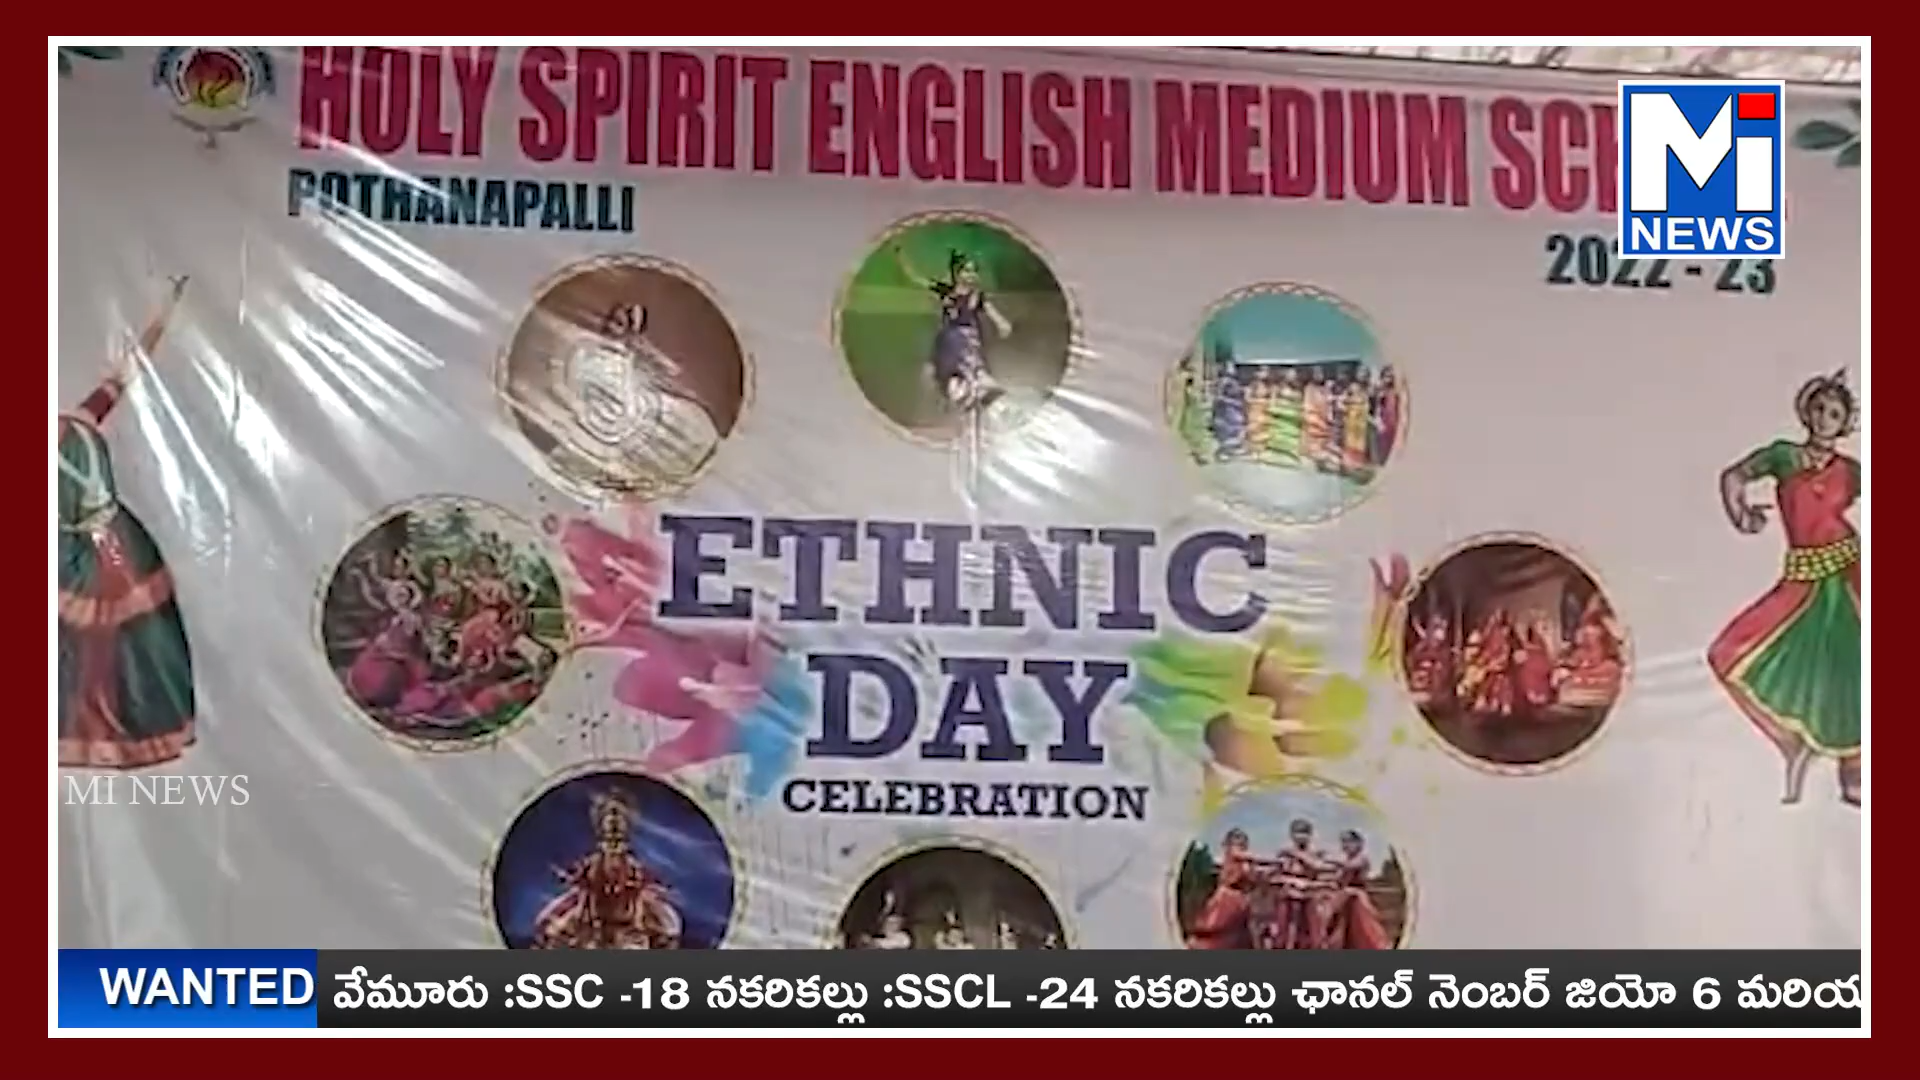 HOLY SPIRIT ENGLISH MEDIUM
POTHANAPALLI
2022 - 23
Mi
NEWS
ETHNIC
DAY
CELEBRATION
MI NEWS
WANTED
వేమూరు :SSC -18 నకరికల్లు :SSCL -24 నకరికల్లు ఛానల్ నెంబర్ జియో 6 మరియ